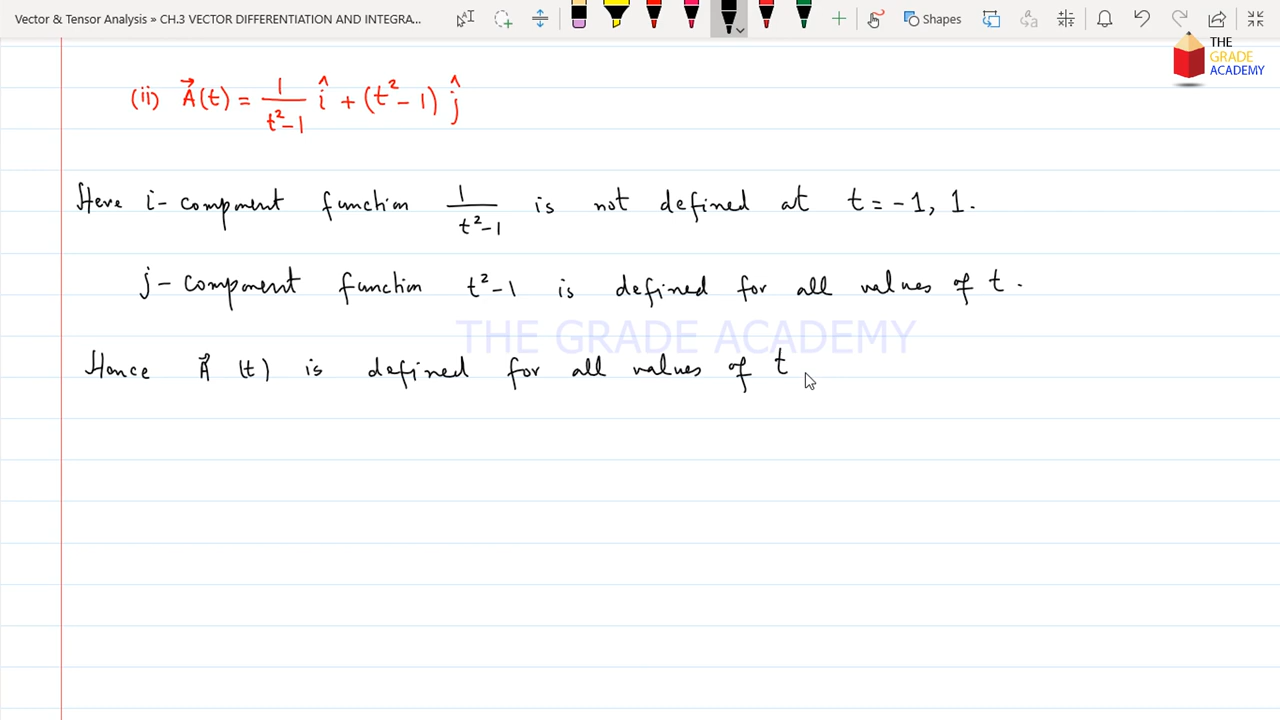 Vector & Tensor Analysis » CH.3 VECTOR DIFFERENTIATION AND INTEGRA...
Shapes
THE
GRADE
ACADEMY
(ii) A⃗(t) = 1/(t²-1) î + (t²-1) ĵ
Here i-component function 1/(t²-1) is not defined at t = -1, 1.
j-component function t²-1 is defined for all values of t.
THE GRADE ACADEMY
Hence A⃗ (t) is defined for all values of t